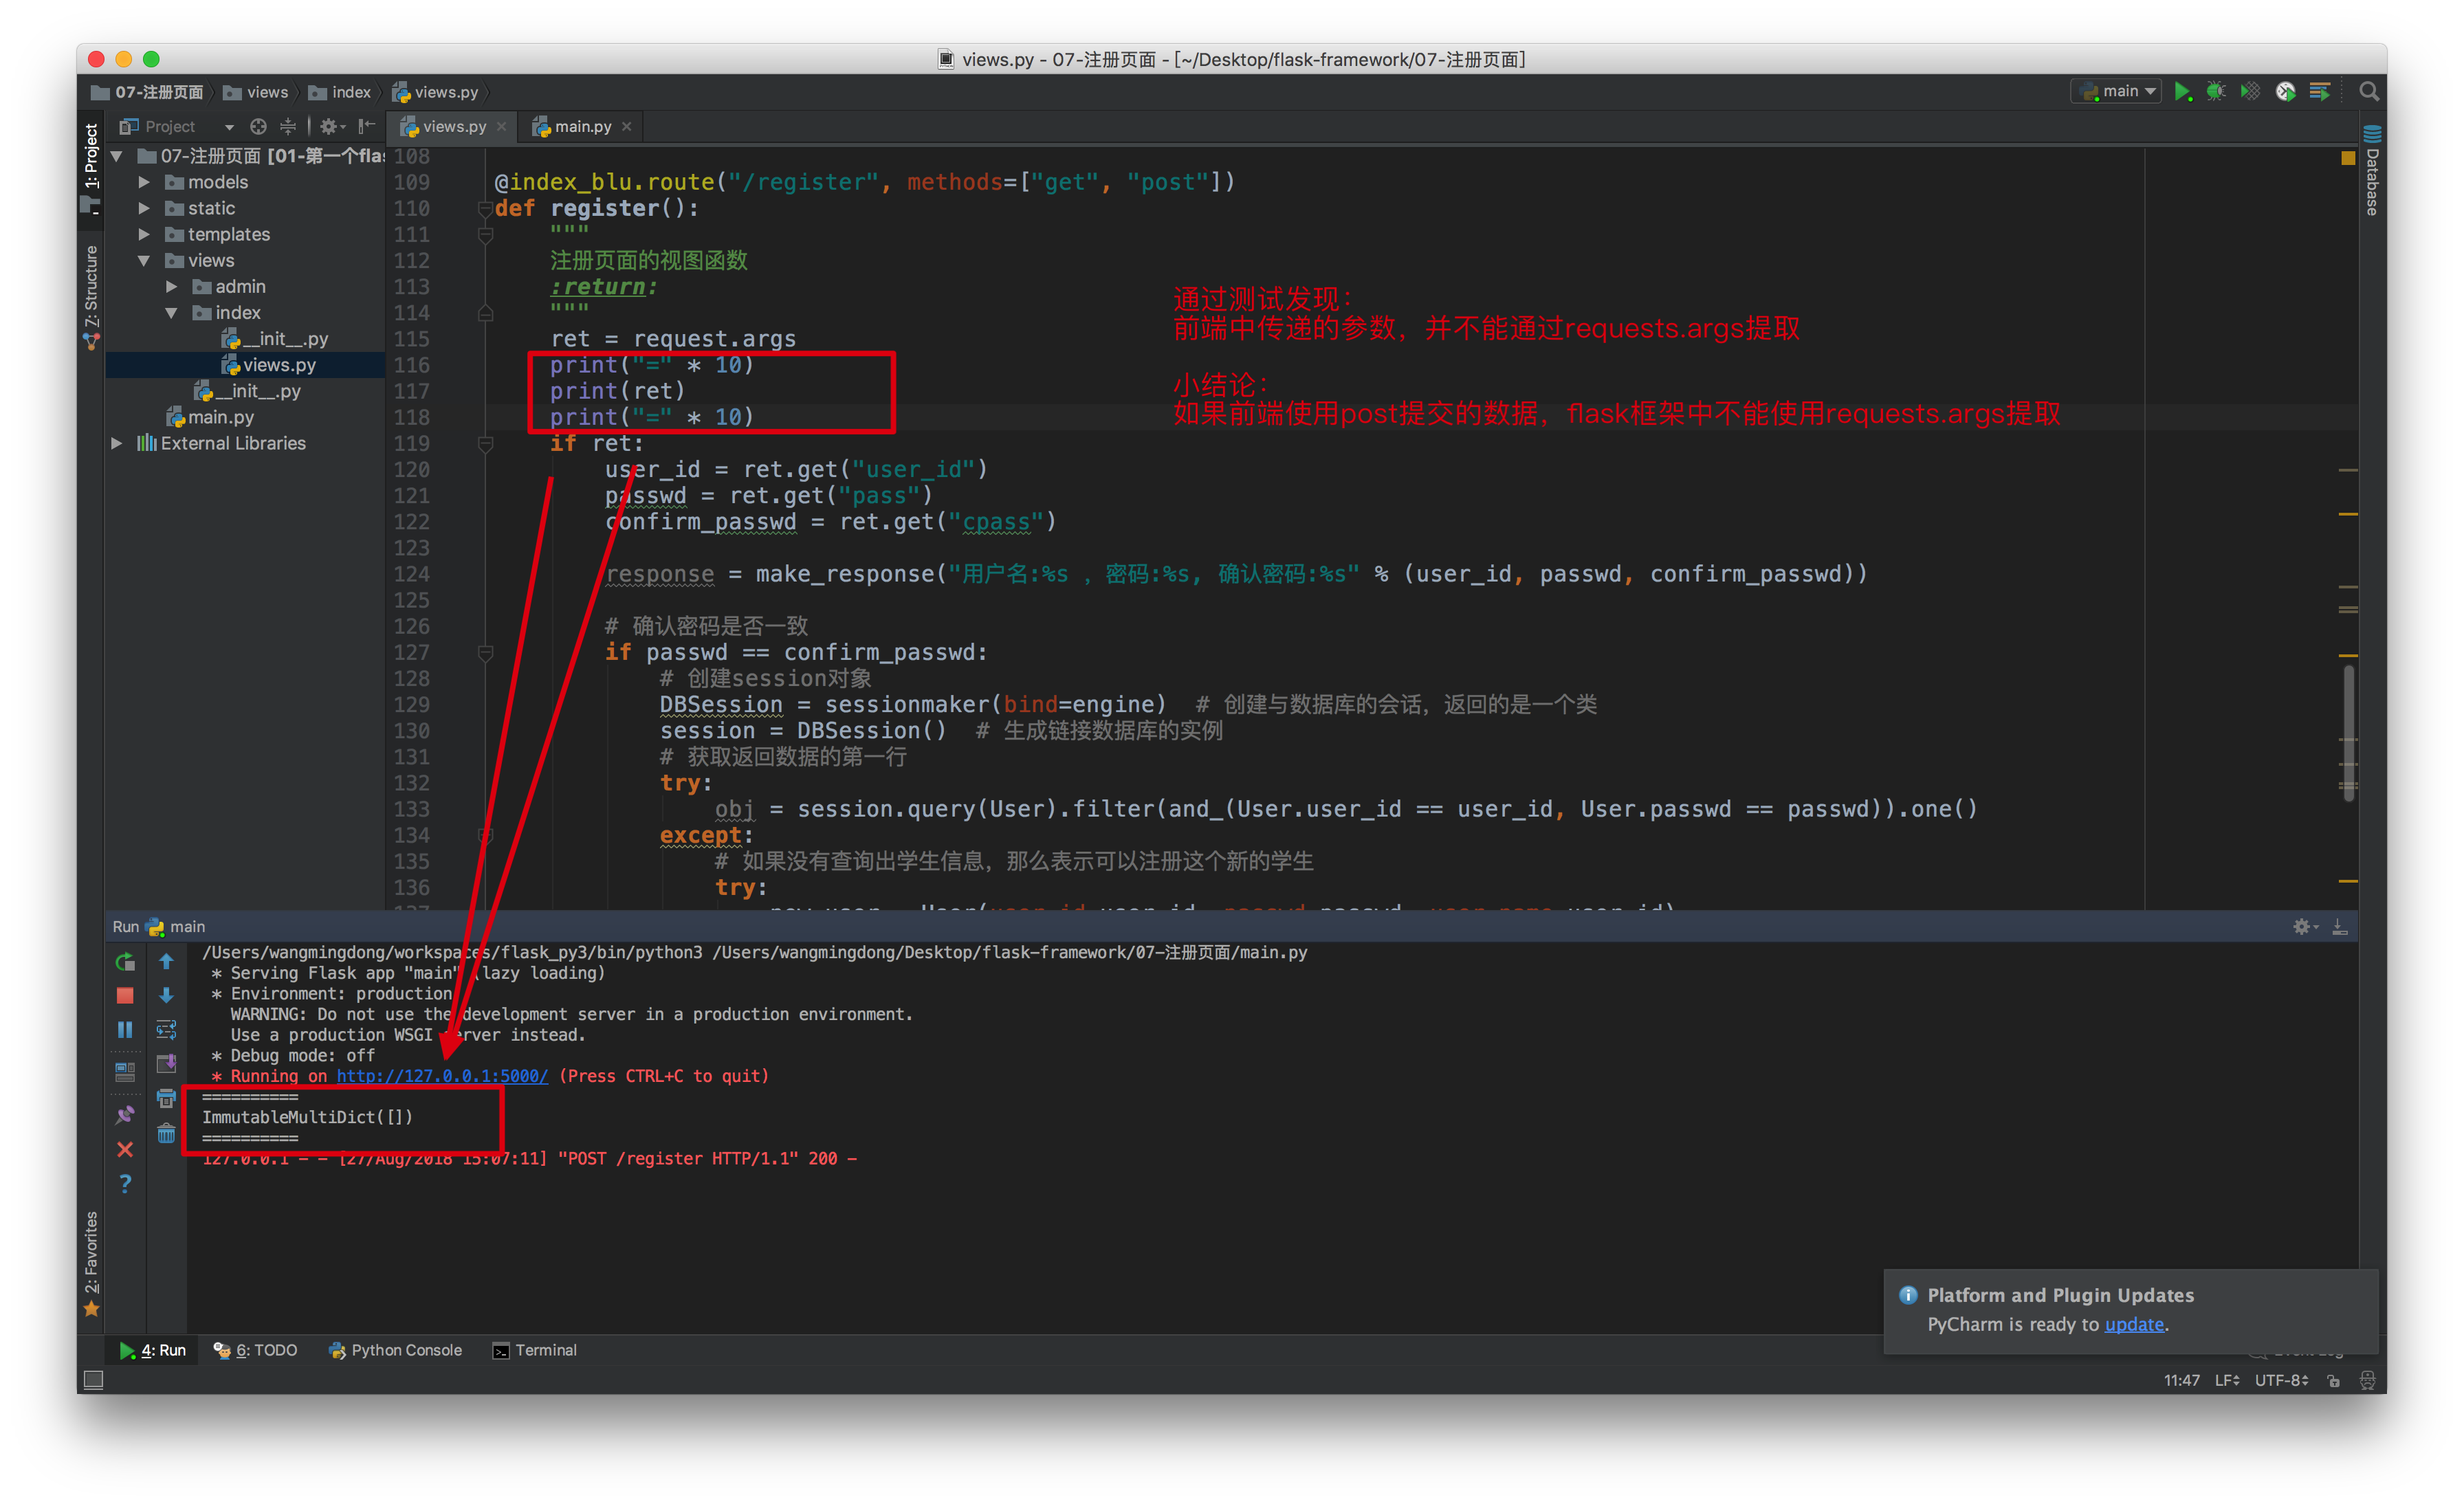 views.py - 07-注册页面 - [~/Desktop/flask-framework/07-注册页面]
07-注册页面 views index views.py
main
Project
views.py main.py
1: Project
Z: Structure
2: Favorites
Database
07-注册页面 [01-第一个flas
models
static
templates
views
admin
index
__init__.py
views.py
__init__.py
main.py
External Libraries
108
109 @index_blu.route("/register", methods=["get", "post"])
110 def register():
111 """
112 注册页面的视图函数
113 :return:
114 """
115 ret = request.args
116 print("=" * 10)
117 print(ret)
118 print("=" * 10)
119 if ret:
120 user_id = ret.get("user_id")
121 passwd = ret.get("pass")
122 confirm_passwd = ret.get("cpass")
123
124 response = make_response("用户名:%s ，密码:%s, 确认密码:%s" % (user_id, passwd, confirm_passwd))
125
126 # 确认密码是否一致
127 if passwd == confirm_passwd:
128 # 创建session对象
129 DBSession = sessionmaker(bind=engine)  # 创建与数据库的会话，返回的是一个类
130 session = DBSession()  # 生成链接数据库的实例
131 # 获取返回数据的第一行
132 try:
133 obj = session.query(User).filter(and_(User.user_id == user_id, User.passwd == passwd)).one()
134 except:
135 # 如果没有查询出学生信息，那么表示可以注册这个新的学生
136 try:
通过测试发现：
前端中传递的参数，并不能通过requests.args提取
小结论：
如果前端使用post提交的数据，flask框架中不能使用requests.args提取
Run main
/Users/wangmingdong/workspaces/flask_py3/bin/python3 /Users/wangmingdong/Desktop/flask-framework/07-注册页面/main.py
* Serving Flask app "main" (lazy loading)
* Environment: production
WARNING: Do not use the development server in a production environment.
Use a production WSGI server instead.
* Debug mode: off
* Running on http://127.0.0.1:5000/ (Press CTRL+C to quit)
==========
ImmutableMultiDict([])
==========
127.0.0.1 - - [27/Aug/2018 15:07:11] "POST /register HTTP/1.1" 200 -
Platform and Plugin Updates
PyCharm is ready to update.
4: Run 6: TODO Python Console Terminal
11:47 LF UTF-8